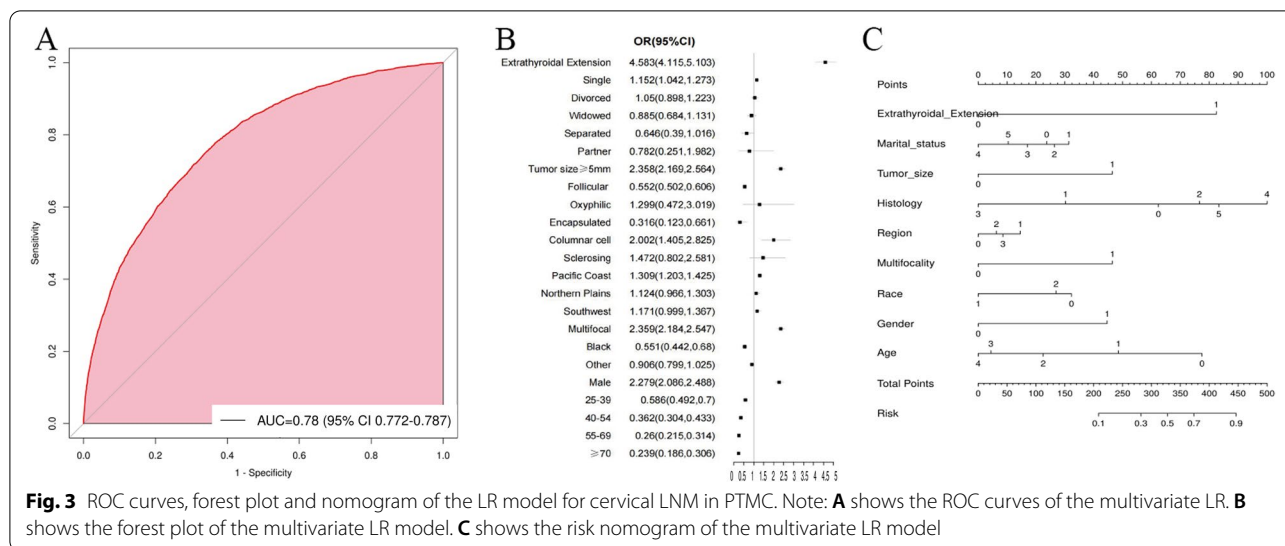 A
1.0
0.8
0.6
0.4
0.2
0.0
Sensitivity
AUC=0.78 (95% CI 0.772-0.787)
0.0 0.2 0.4 0.6 0.8 1.0
1 - Specificity
B
OR(95%CI)
Extrathyroidal Extension 4.583(4.115,5.103)
Single 1.152(1.042,1.273)
Divorced 1.05(0.898,1.223)
Widowed 0.885(0.684,1.131)
Separated 0.646(0.39,1.016)
Partner 0.782(0.251,1.982)
Tumor size≥5mm 2.358(2.169,2.564)
Follicular 0.552(0.502,0.606)
Oxyphilic 1.299(0.472,3.019)
Encapsulated 0.316(0.123,0.661)
Columnar cell 2.002(1.405,2.825)
Sclerosing 1.472(0.802,2.581)
Pacific Coast 1.309(1.203,1.425)
Northern Plains 1.124(0.966,1.303)
Southwest 1.171(0.999,1.367)
Multifocal 2.359(2.184,2.547)
Black 0.551(0.442,0.68)
Other 0.906(0.799,1.025)
Male 2.279(2.086,2.488)
25-39 0.586(0.492,0.7)
40-54 0.362(0.304,0.433)
55-69 0.26(0.215,0.314)
≥70 0.239(0.186,0.306)
0 0.5 1 1.5 2 2.5 3 3.5 4 4.5 5
C
Points 0 10 20 30 40 50 60 70 80 90 100
1
Extrathyroidal_Extension
0
5 0 1
Marital_status
4 3 2
1
Tumor_size
0
1 2 4
Histology
3 0 5
2 1
Region
0 3
1
Multifocality
0
2
Race
1 0
1
Gender
0
3 1
Age
4 2 0
Total Points
0 50 100 150 200 250 300 350 400 450 500
Risk
0.1 0.3 0.5 0.7 0.9
Fig. 3 ROC curves, forest plot and nomogram of the LR model for cervical LNM in PTMC. Note: A shows the ROC curves of the multivariate LR. B
shows the forest plot of the multivariate LR model. C shows the risk nomogram of the multivariate LR model